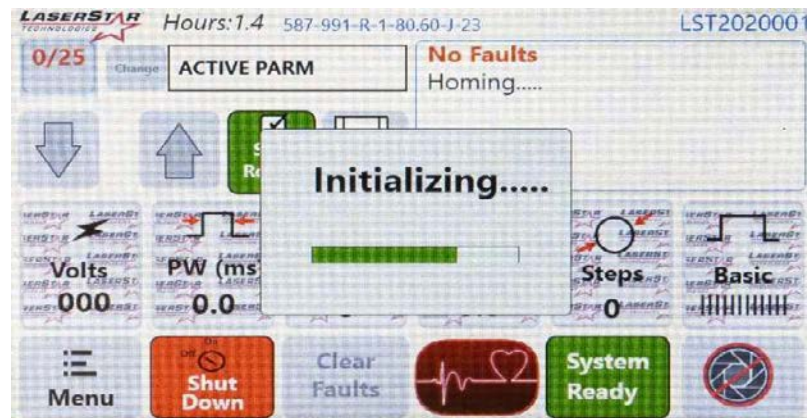 LASERSTAR
TECHNOLOGIES
Hours:1.4
587-991-R-1-80.60-J-23
LST2020001
0/25
Change
ACTIVE PARM
No Faults
Homing.....
Initializing.....
Volts
000
PW (ms
0.0
Steps
0
Basic
Menu
Off
On
Shut
Down
Clear
Faults
System
Ready